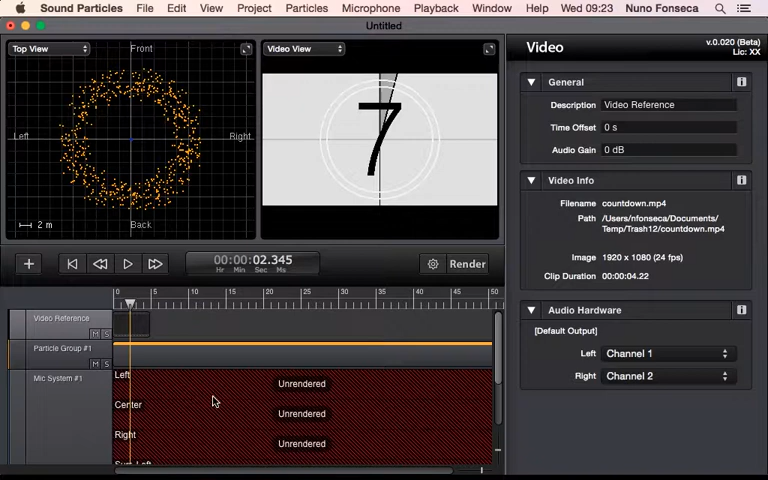 Sound Particles File Edit View Project Particles Microphone Playback Window Help Wed 09:23 Nuno Fonseca
Untitled
Top View
Front
Left
Right
Back
2 m
Video View
7
Video
v.0.020 (Beta)
Lic: XX
General
Description Video Reference
Time Offset 0 s
Audio Gain 0 dB
Video Info
Filename countdown.mp4
Path /Users/nfonseca/Documents/
Temp/Trash12/countdown.mp4
Image 1920 x 1080 (24 fps)
Clip Duration 00:00:04.22
Audio Hardware
[Default Output]
Left Channel 1
Right Channel 2
00:00:02.345
Hr Min Sec Ms
Render
0 5 10 15 20 25 30 35 40 45 50
Video Reference
M S
Particle Group #1
M S
Mic System #1
Left Unrendered
Center Unrendered
Right Unrendered